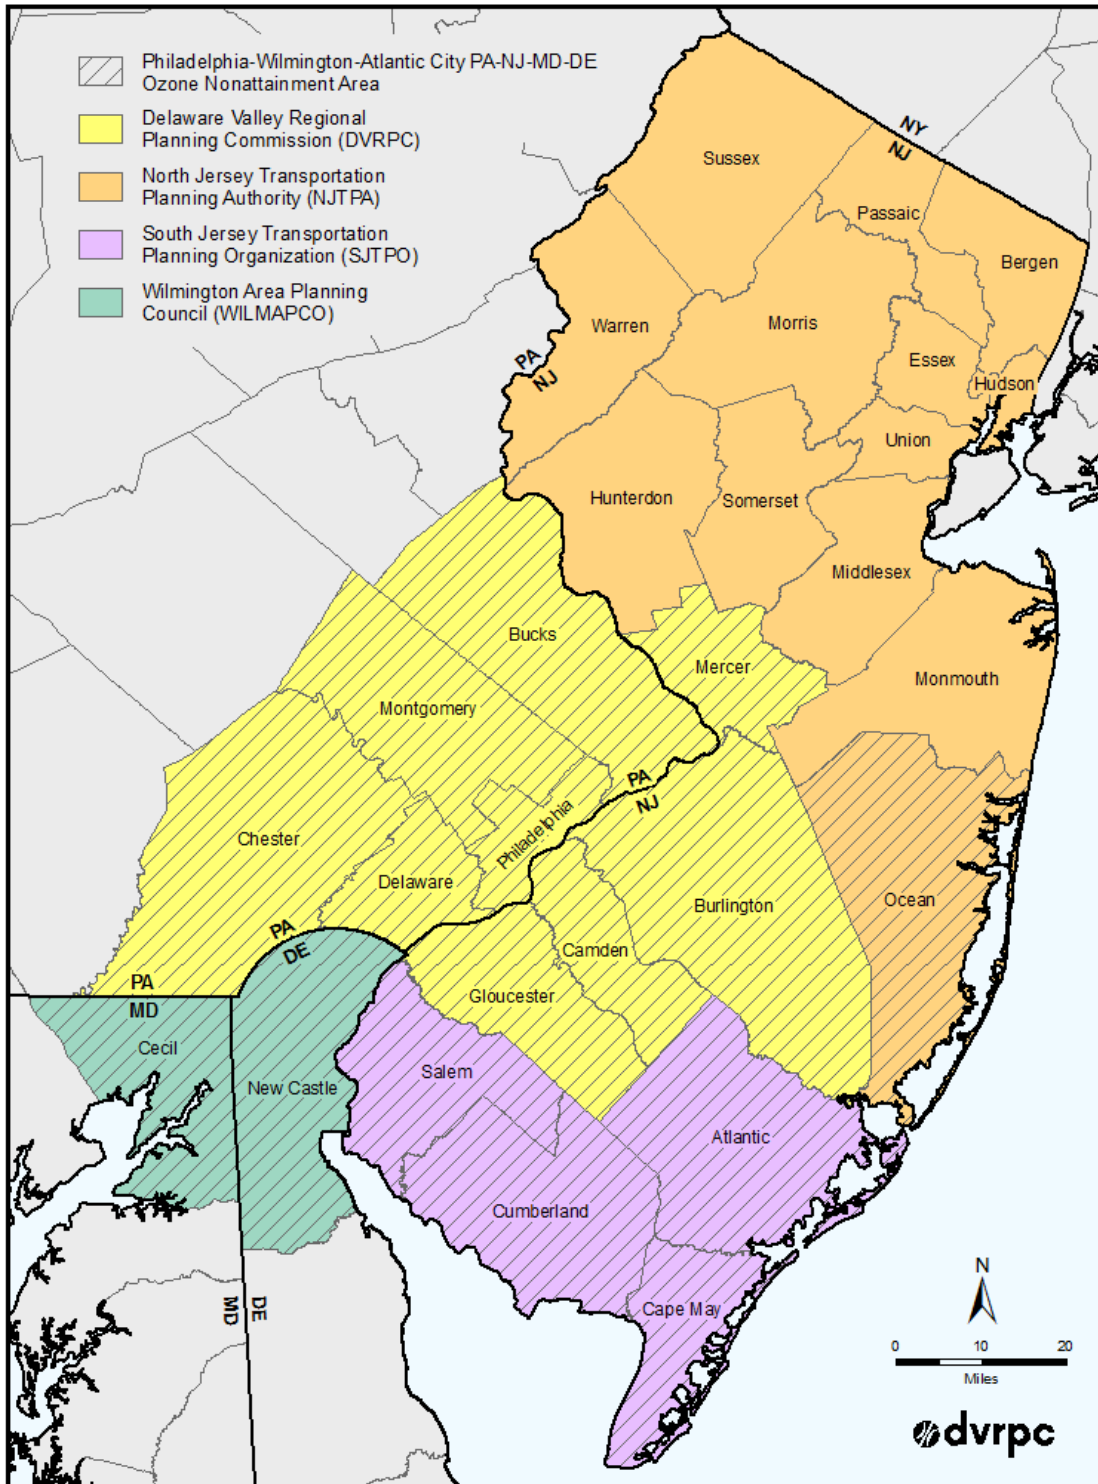 Philadelphia-Wilmington-Atlantic City PA-NJ-MD-DE
Ozone Nonattainment Area
Delaware Valley Regional
Planning Commission (DVRPC)
North Jersey Transportation
Planning Authority (NJTPA)
South Jersey Transportation
Planning Organization (SJTPO)
Wilmington Area Planning
Council (WILMAPCO)
NY
NJ
Sussex
Passaic
Bergen
Warren
Morris
PA
NJ
Essex
Hudson
Union
Hunterdon
Somerset
Middlesex
Bucks
Mercer
Monmouth
Montgomery
PA
NJ
Philadelphia
Chester
Delaware
Ocean
Burlington
PA
DE
Camden
PA
MD
Gloucester
Cecil
Salem
New Castle
Atlantic
Cumberland
MD
DE
Cape May
N
0 10 20
Miles
dvrpc